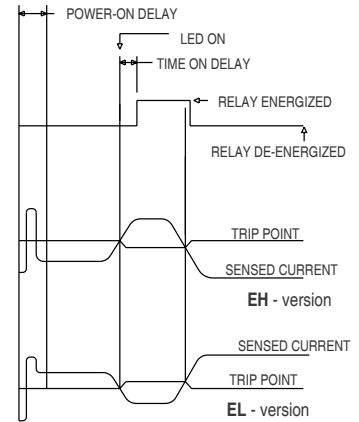 POWER-ON DELAY
LED ON
TIME ON DELAY
RELAY ENERGIZED
RELAY DE-ENERGIZED
TRIP POINT
SENSED CURRENT
EH - version
SENSED CURRENT
TRIP POINT
EL - version